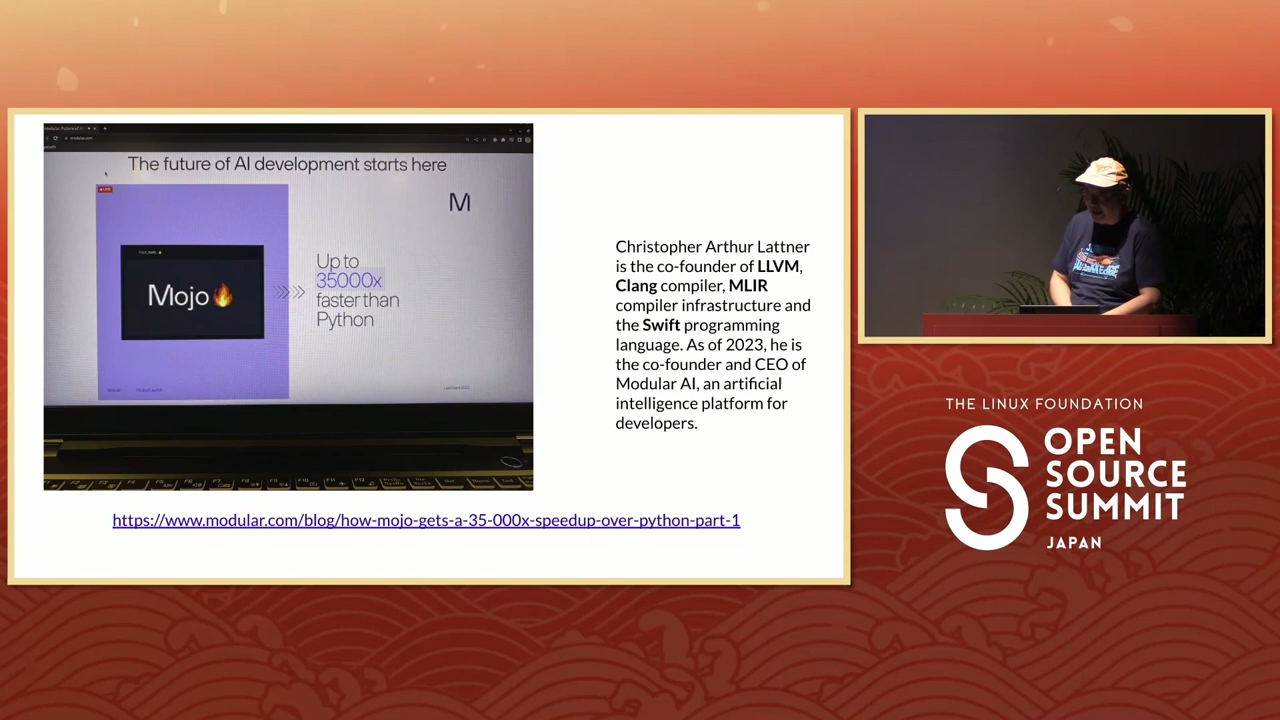 The future of AI development starts here
LIVE
M
Mojo🔥
Up to
35000x
faster than
Python
Christopher Arthur Lattner
is the co-founder of LLVM,
Clang compiler, MLIR
compiler infrastructure and
the Swift programming
language. As of 2023, he is
the co-founder and CEO of
Modular AI, an artificial
intelligence platform for
developers.
https://www.modular.com/blog/how-mojo-gets-a-35-000x-speedup-over-python-part-1
THE LINUX FOUNDATION
OPEN
SOURCE
SUMMIT
JAPAN